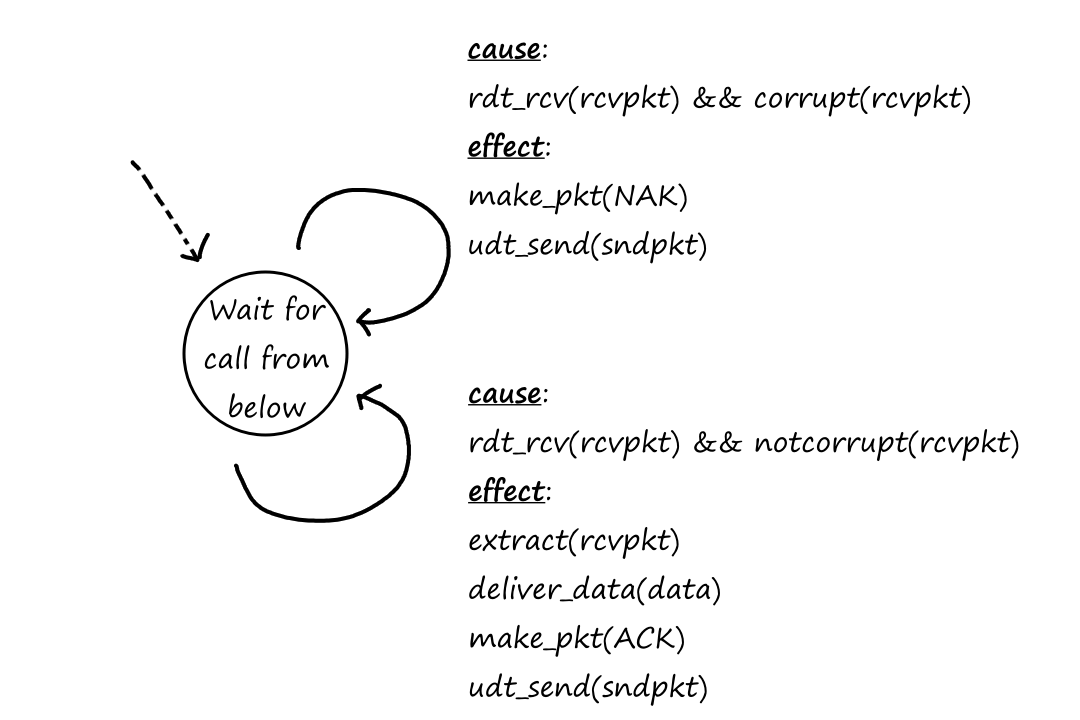 cause:
rdt_rcv(rcvpkt) && corrupt(rcvpkt)
effect:
make_pkt(NAK)
udt_send(sndpkt)
Wait for
call from
below
cause:
rdt_rcv(rcvpkt) && notcorrupt(rcvpkt)
effect:
extract(rcvpkt)
deliver_data(data)
make_pkt(ACK)
udt_send(sndpkt)